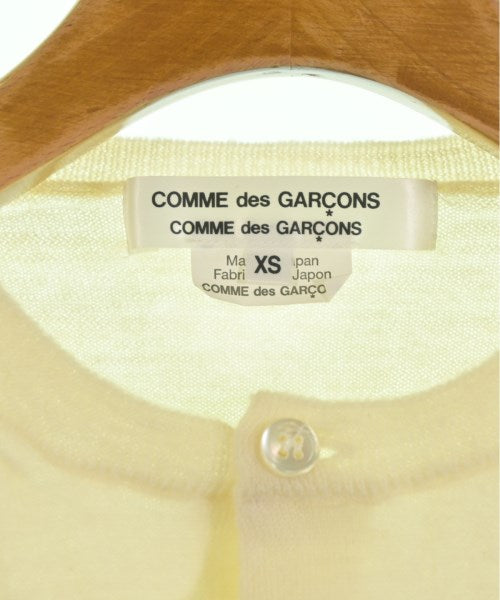 COMME des GARÇONS
COMME des GARÇONS
Ma XS apan
Fabri Japon
COMME des GARÇO